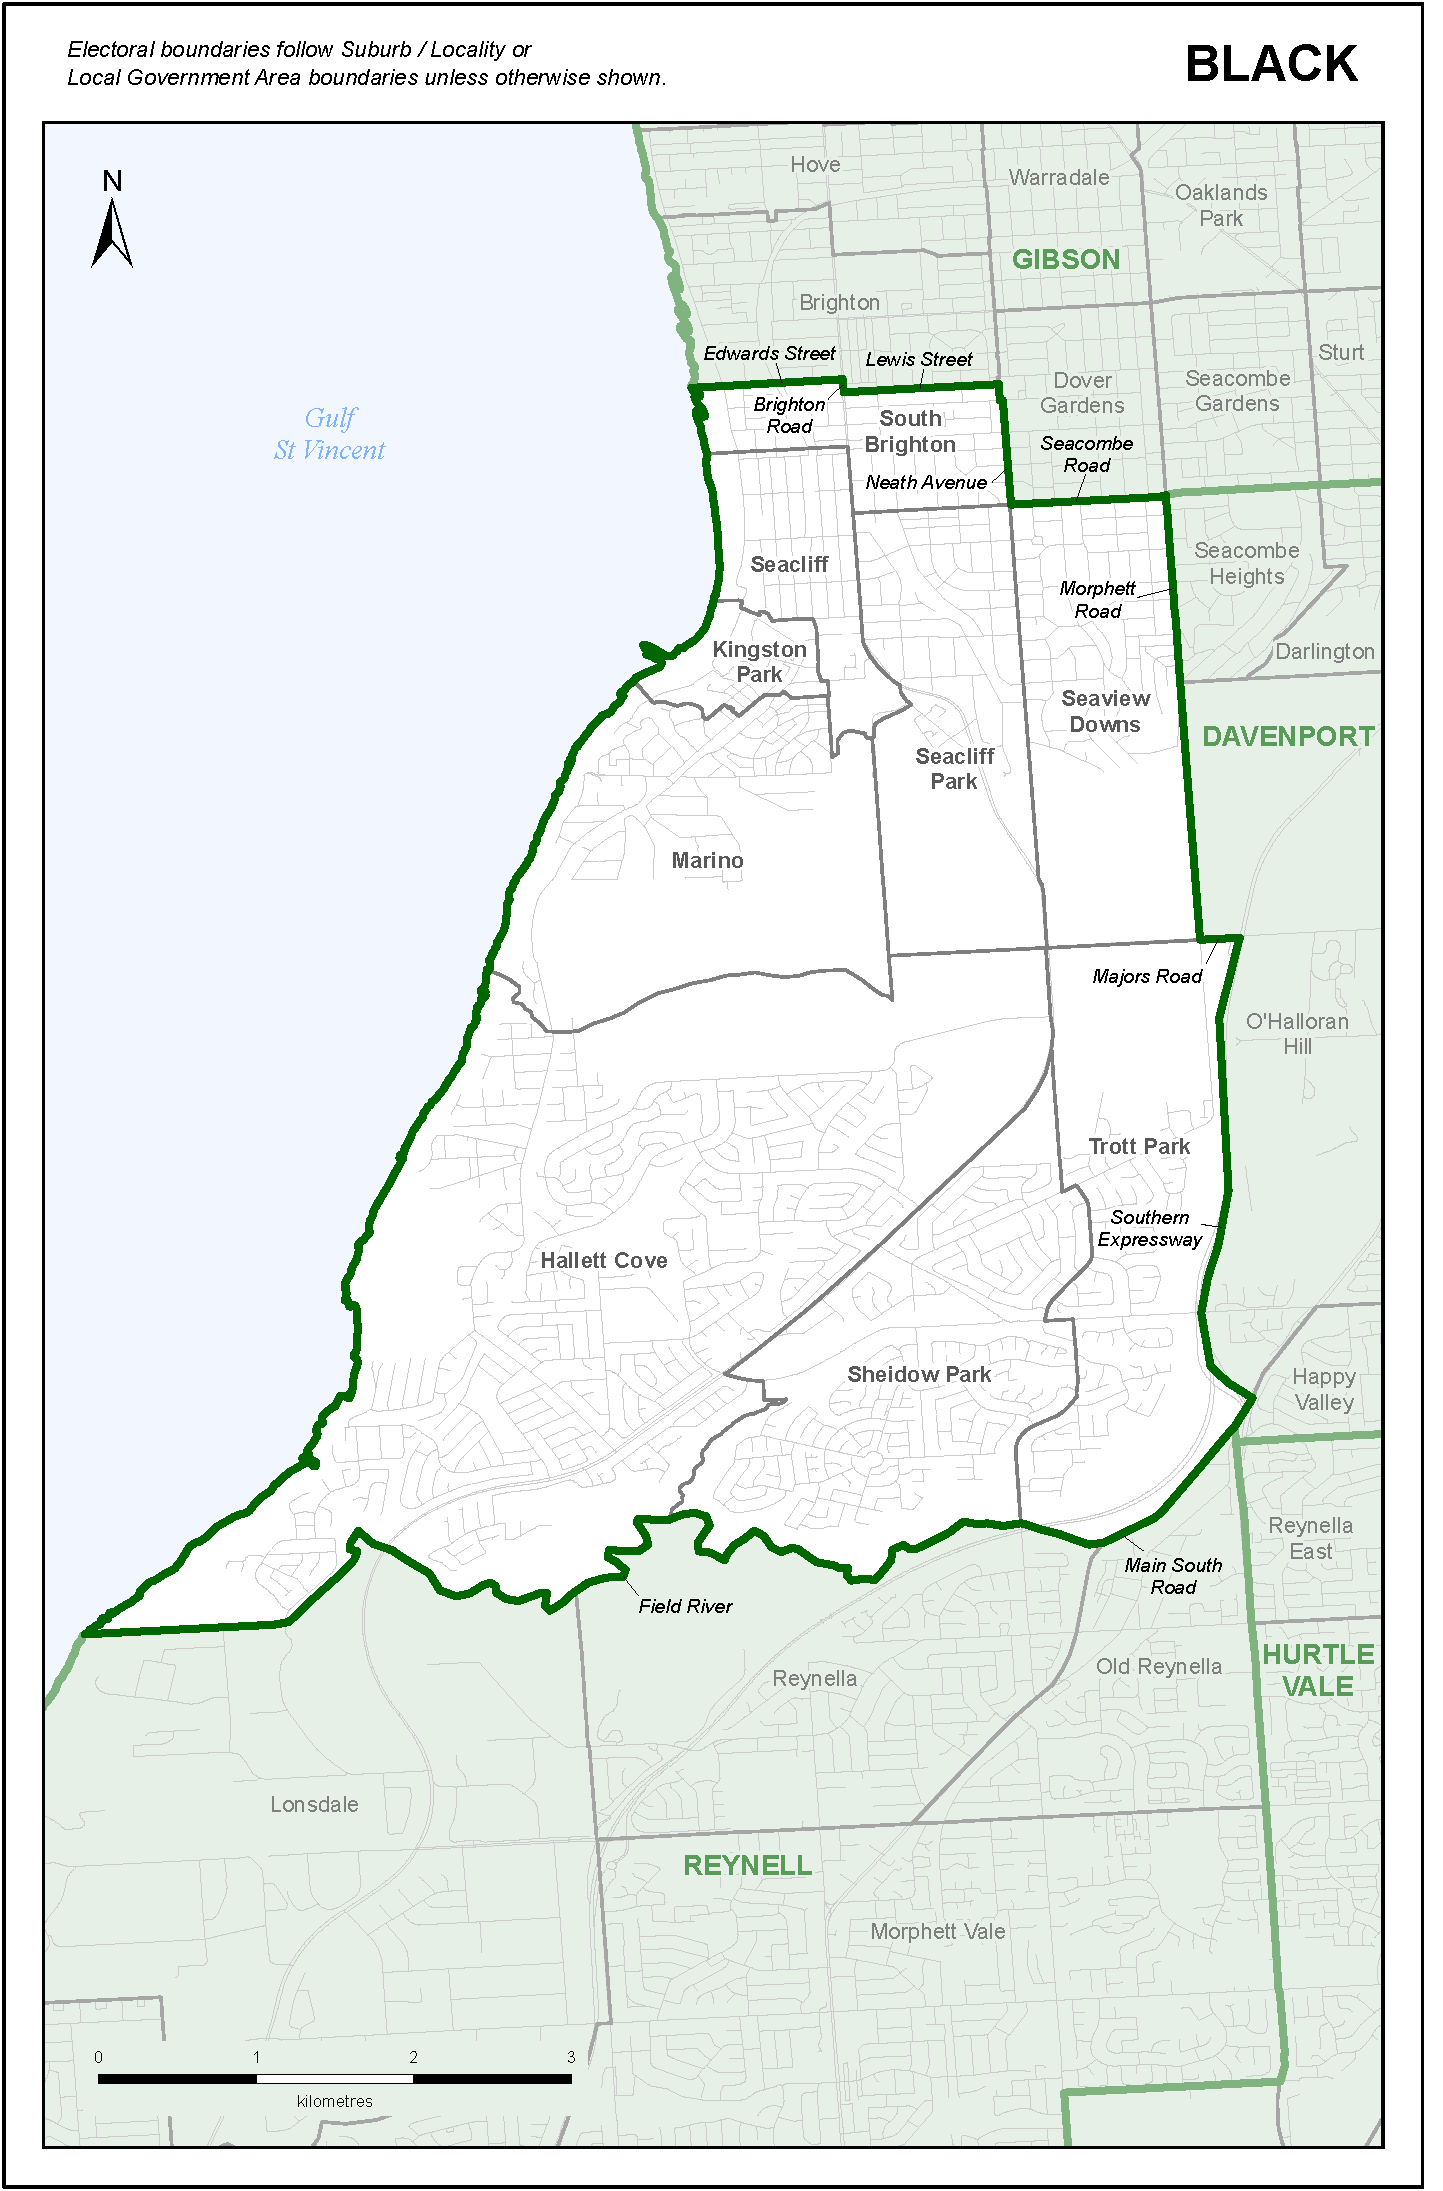 Electoral boundaries follow Suburb / Locality or
Local Government Area boundaries unless otherwise shown.
BLACK
N
Hove
Warradale
Oaklands
Park
GIBSON
Brighton
Sturt
Edwards Street
Lewis Street
Dover
Gardens
Seacombe
Gardens
Brighton
Road
South
Brighton
Gulf
St Vincent
Seacombe
Road
Neath Avenue
Seacliff
Seacombe
Heights
Morphett
Road
Kingston
Park
Darlington
Seaview
Downs
DAVENPORT
Seacliff
Park
Marino
Majors Road
O'Halloran
Hill
Trott Park
Southern
Expressway
Hallett Cove
Sheidow Park
Happy
Valley
Reynella
East
Main South
Road
Field River
HURTLE
VALE
Reynella
Old Reynella
Lonsdale
REYNELL
Morphett Vale
0 1 2 3
kilometres